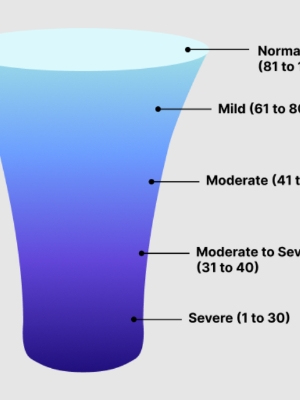 Norma
(81 to 1
Mild (61 to 80
Moderate (41 t
Moderate to Sev
(31 to 40)
Severe (1 to 30)